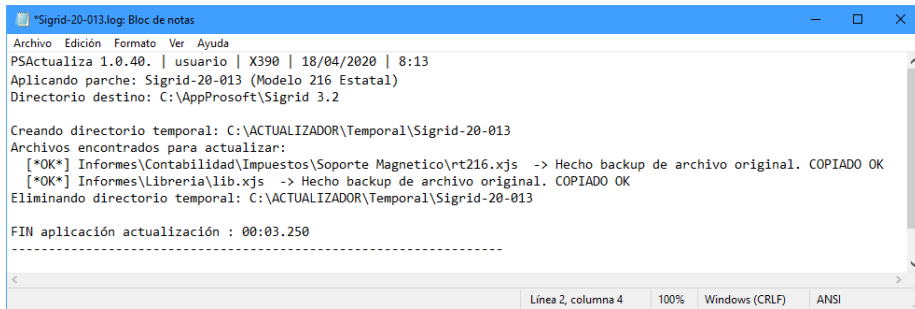 *Sigrid-20-013.log: Bloc de notas
Archivo Edición Formato Ver Ayuda
PSActualiza 1.0.40. | usuario | X390 | 18/04/2020 | 8:13
Aplicando parche: Sigrid-20-013 (Modelo 216 Estatal)
Directorio destino: C:\AppProsoft\Sigrid 3.2
Creando directorio temporal: C:\ACTUALIZADOR\Temporal\Sigrid-20-013
Archivos encontrados para actualizar:
[*OK*] Informes\Contabilidad\Impuestos\Soporte Magnetico\rt216.xjs -> Hecho backup de archivo original. COPIADO OK
[*OK*] Informes\Libreria\lib.xjs -> Hecho backup de archivo original. COPIADO OK
Eliminando directorio temporal: C:\ACTUALIZADOR\Temporal\Sigrid-20-013
FIN aplicación actualización : 00:03.250
------------------------------------------------------------------
Línea 2, columna 4 100% Windows (CRLF) ANSI